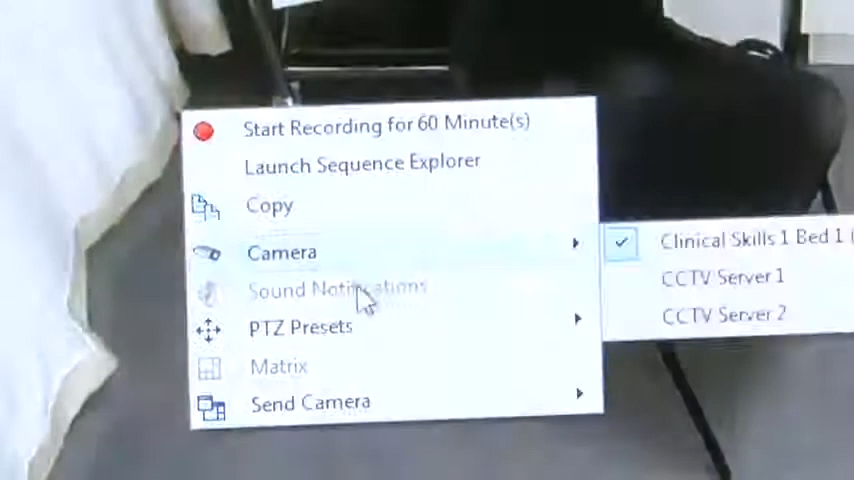 Start Recording for 60 Minute(s)
Launch Sequence Explorer
Copy
Camera
Clinical Skills 1 Bed 1
CCTV Server 1
Sound Notifications
CCTV Server 2
PTZ Presets
Matrix
Send Camera